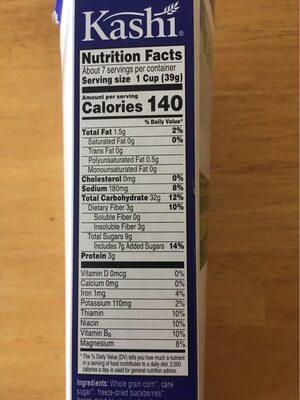 Kashi®
Nutrition Facts
About 7 servings per container
Serving size 1 Cup (39g)
Amount per serving
Calories 140
% Daily Value*
Total Fat 1.5g 2%
Saturated Fat 0g 0%
Trans Fat 0g
Polyunsaturated Fat 0.5g
Monounsaturated Fat 0g
Cholesterol 0mg 0%
Sodium 180mg 8%
Total Carbohydrate 32g 12%
Dietary Fiber 3g 10%
Soluble Fiber 0g
Insoluble Fiber 3g
Total Sugars 9g
Includes 7g Added Sugars 14%
Protein 3g
Vitamin D 0mcg 0%
Calcium 0mg 0%
Iron 1mg 4%
Potassium 110mg 2%
Thiamin 10%
Niacin 10%
Vitamin B6 10%
Magnesium 8%
* The % Daily Value (DV) tells you how much a nutrient
in a serving of food contributes to a daily diet. 2,000
calories a day is used for general nutrition advice.
Ingredients: Whole grain corn*, cane
sugar*, freeze-dried blackberries*